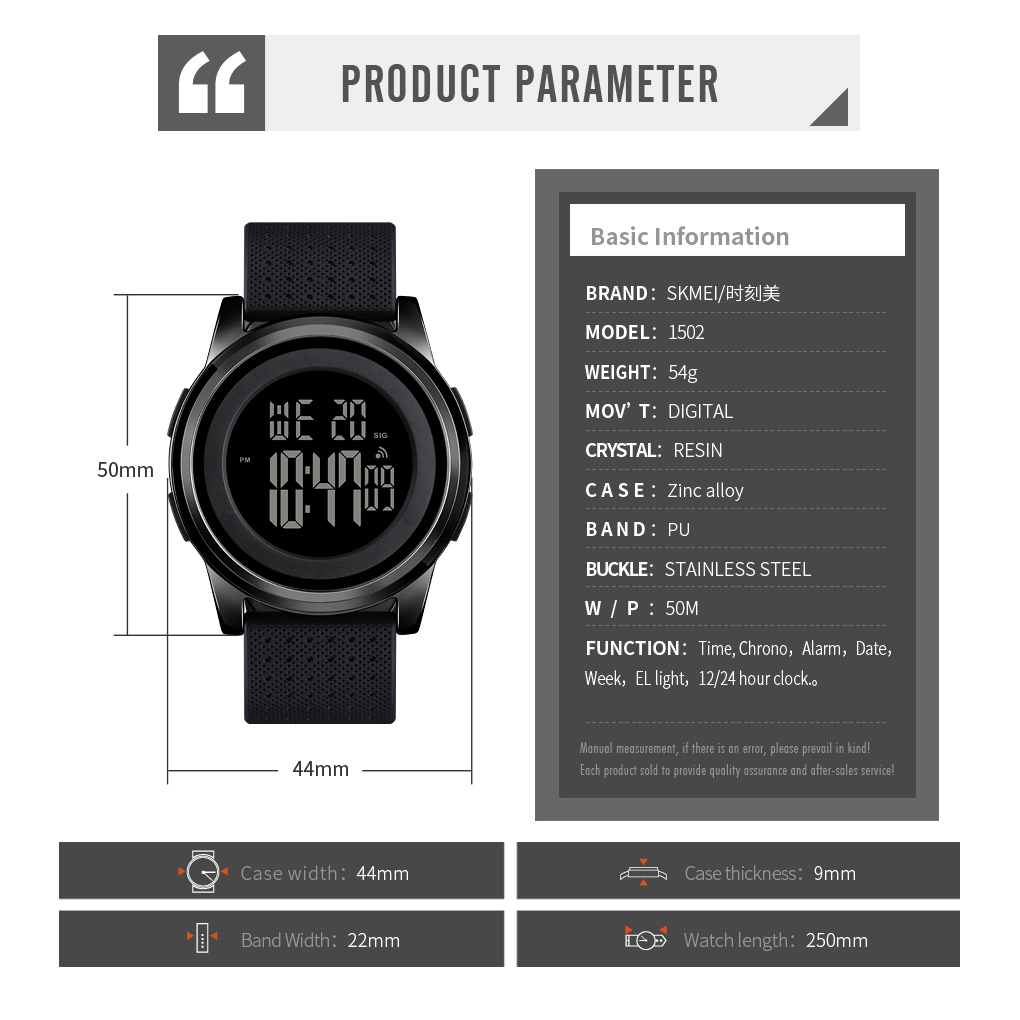 PRODUCT PARAMETER
Basic Information
BRAND： SKMEI/时刻美
MODEL： 1502
WEIGHT： 54g
MOV’T： DIGITAL
CRYSTAL： RESIN
CASE： Zinc alloy
BAND： PU
BUCKLE： STAINLESS STEEL
W / P ： 50M
FUNCTION： Time, Chrono，Alarm，Date，
Week，EL light，12/24 hour clock.。
Manual measurement, if there is an error, please prevail in kind!
Each product sold to provide quality assurance and after-sales service!
WE 20
SIG
PM
10:47 09
50mm
44mm
Case width： 44mm
Case thickness： 9mm
Band Width： 22mm
Watch length： 250mm